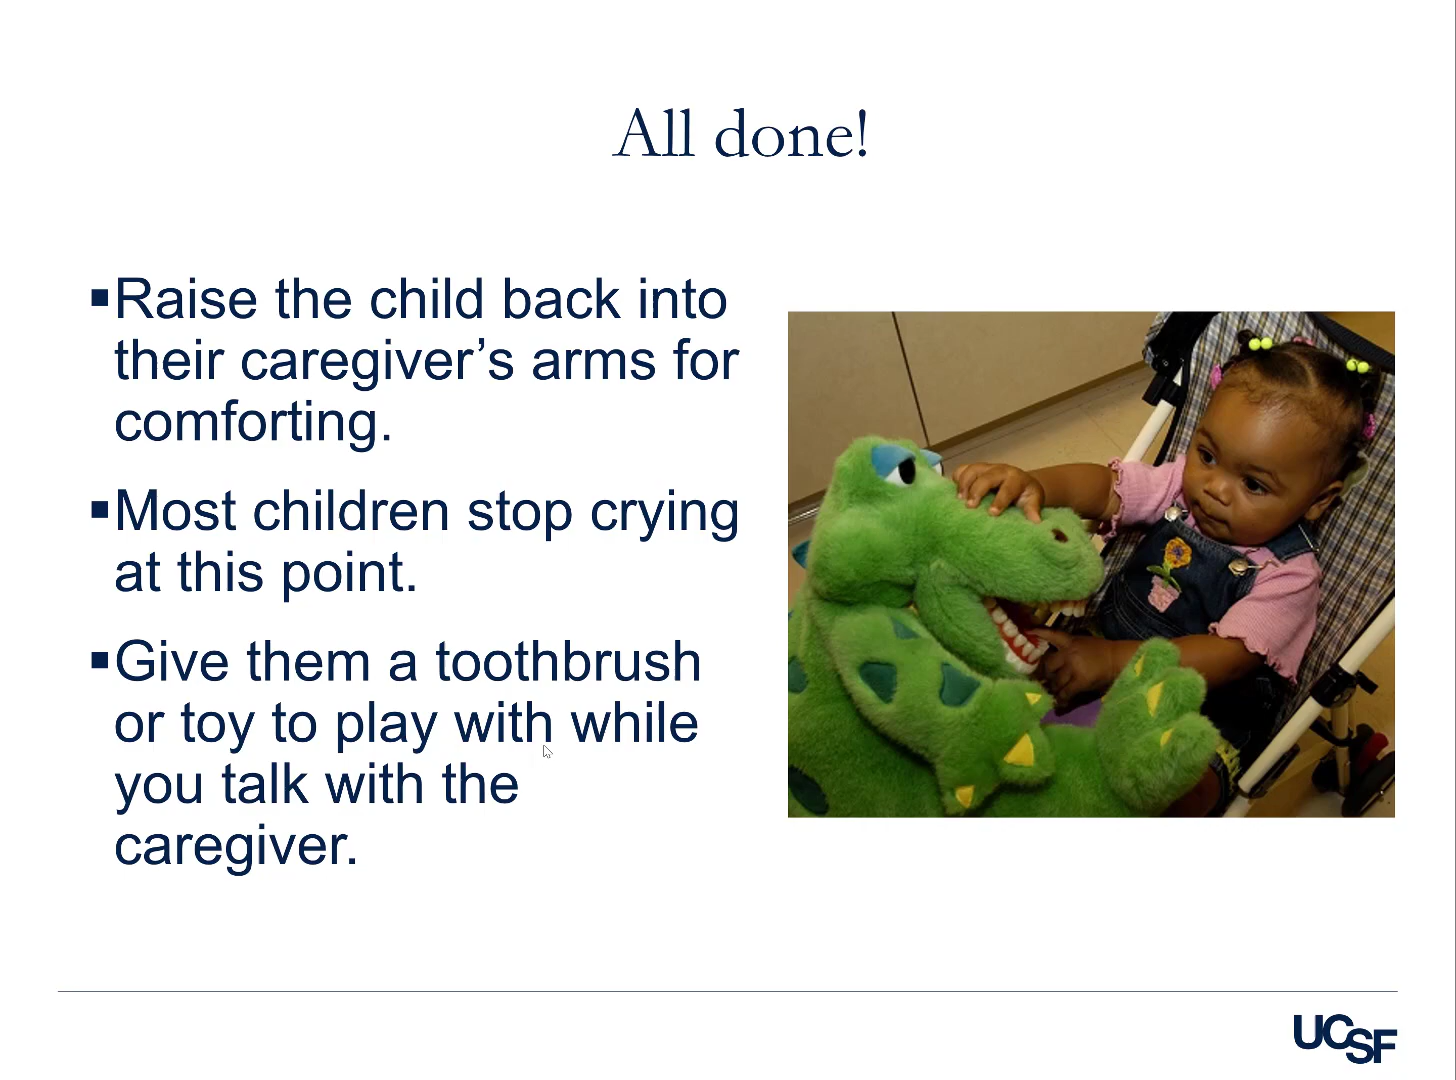 All done!
▪Raise the child back into
their caregiver’s arms for
comforting.
▪Most children stop crying
at this point.
▪Give them a toothbrush
or toy to play with while
you talk with the
caregiver.
UCSF